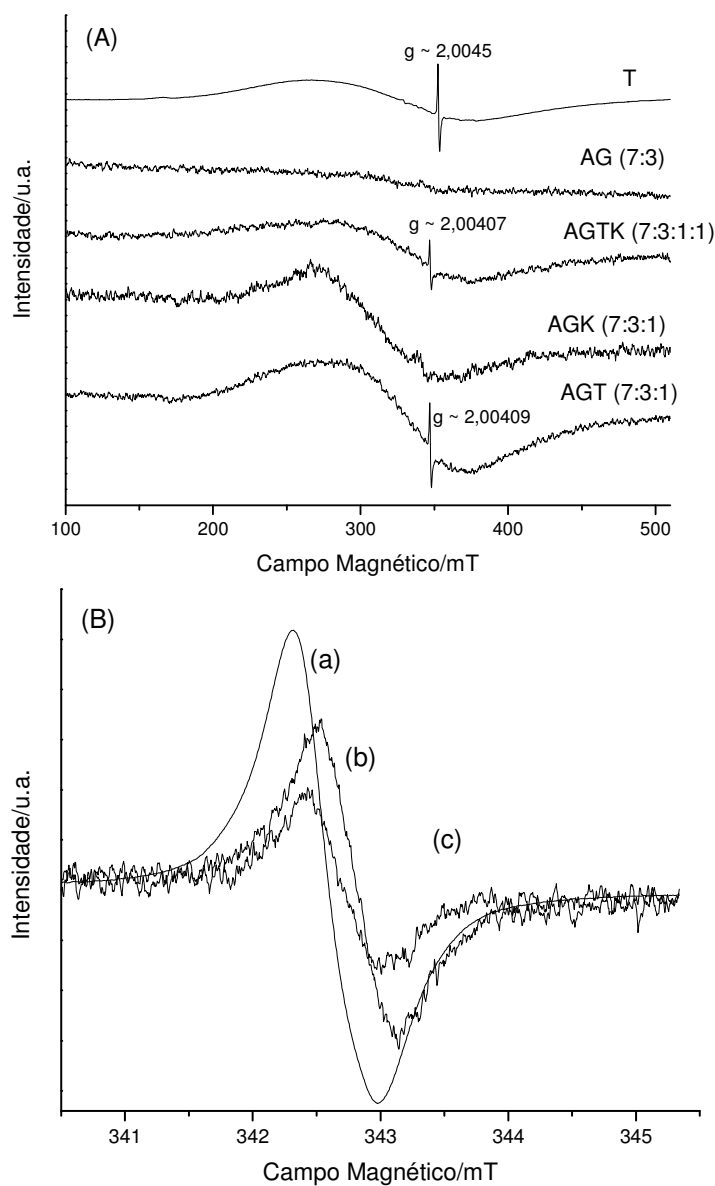 (A)
g ~ 2,0045
T
AG (7:3)
g ~ 2,00407
AGTK (7:3:1:1)
AGK (7:3:1)
AGT (7:3:1)
g ~ 2,00409
Intensidade/u.a.
100 200 300 400 500
Campo Magnético/mT
(B)
(a)
(b)
(c)
Intensidade/u.a.
341 342 343 344 345
Campo Magnético/mT